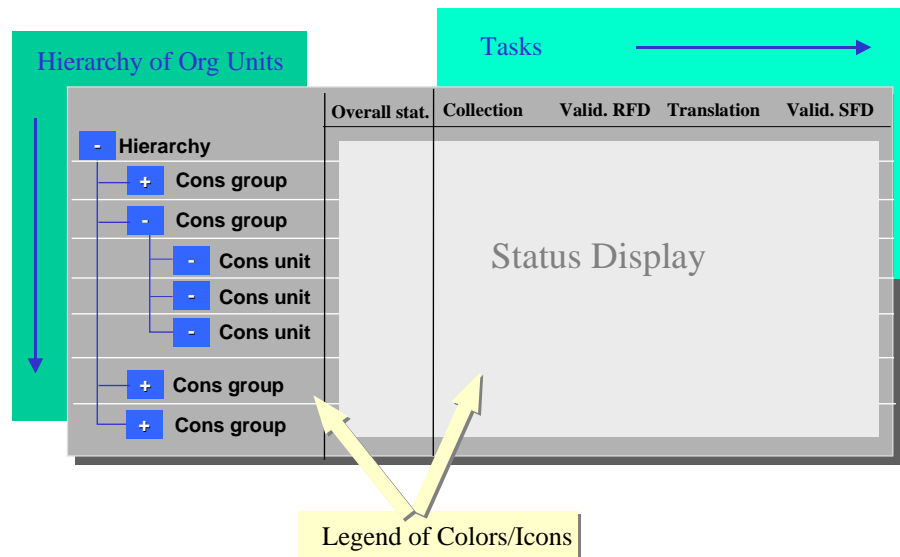 Tasks
Hierarchy of Org Units
Overall stat. Collection Valid. RFD Translation Valid. SFD
- Hierarchy
+ Cons group
- Cons group
- Cons unit
- Cons unit
- Cons unit
+ Cons group
+ Cons group
Status Display
Legend of Colors/Icons